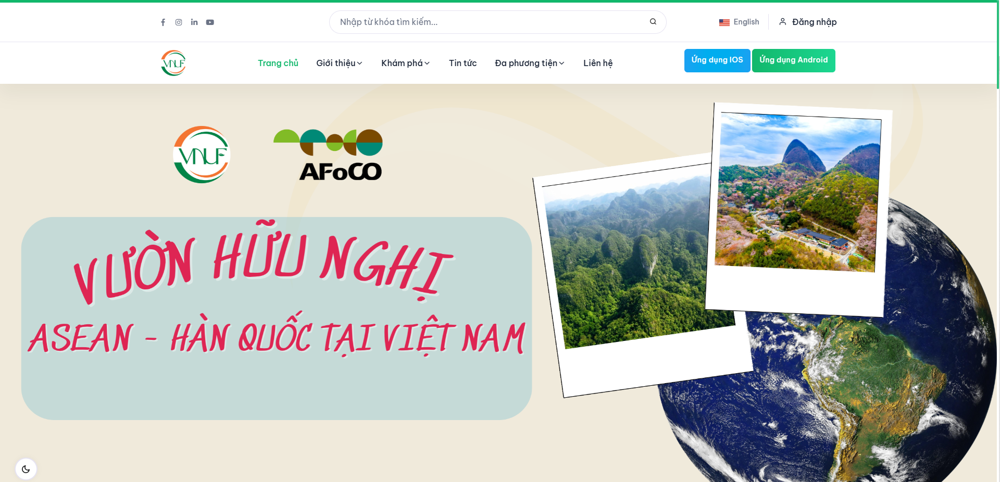 Nhập từ khóa tìm kiếm...
English
Đăng nhập
VNUF
Trang chủ
Giới thiệu
Khám phá
Tin tức
Đa phương tiện
Liên hệ
Ứng dụng IOS
Ứng dụng Android
VNUF
AFoCO
VƯỜN HỮU NGHỊ
ASEAN - HÀN QUỐC TẠI VIỆT NAM